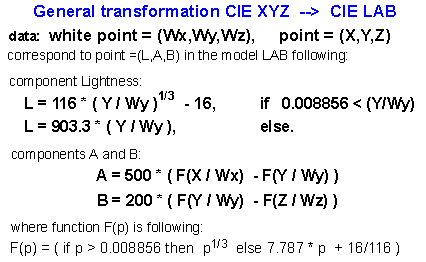 General transformation CIE XYZ --> CIE LAB
data: white point = (Wx,Wy,Wz), point = (X,Y,Z)
correspond to point =(L,A,B) in the model LAB following:
component Lightness:
L = 116 * ( Y / Wy )^1/3 - 16, if 0.008856 < (Y/Wy)
L = 903.3 * ( Y / Wy ), else.
components A and B:
A = 500 * ( F(X / Wx) - F(Y / Wy) )
B = 200 * ( F(Y / Wy) - F(Z / Wz) )
where function F(p) is following:
F(p) = ( if p > 0.008856 then p^1/3 else 7.787 * p + 16/116 )